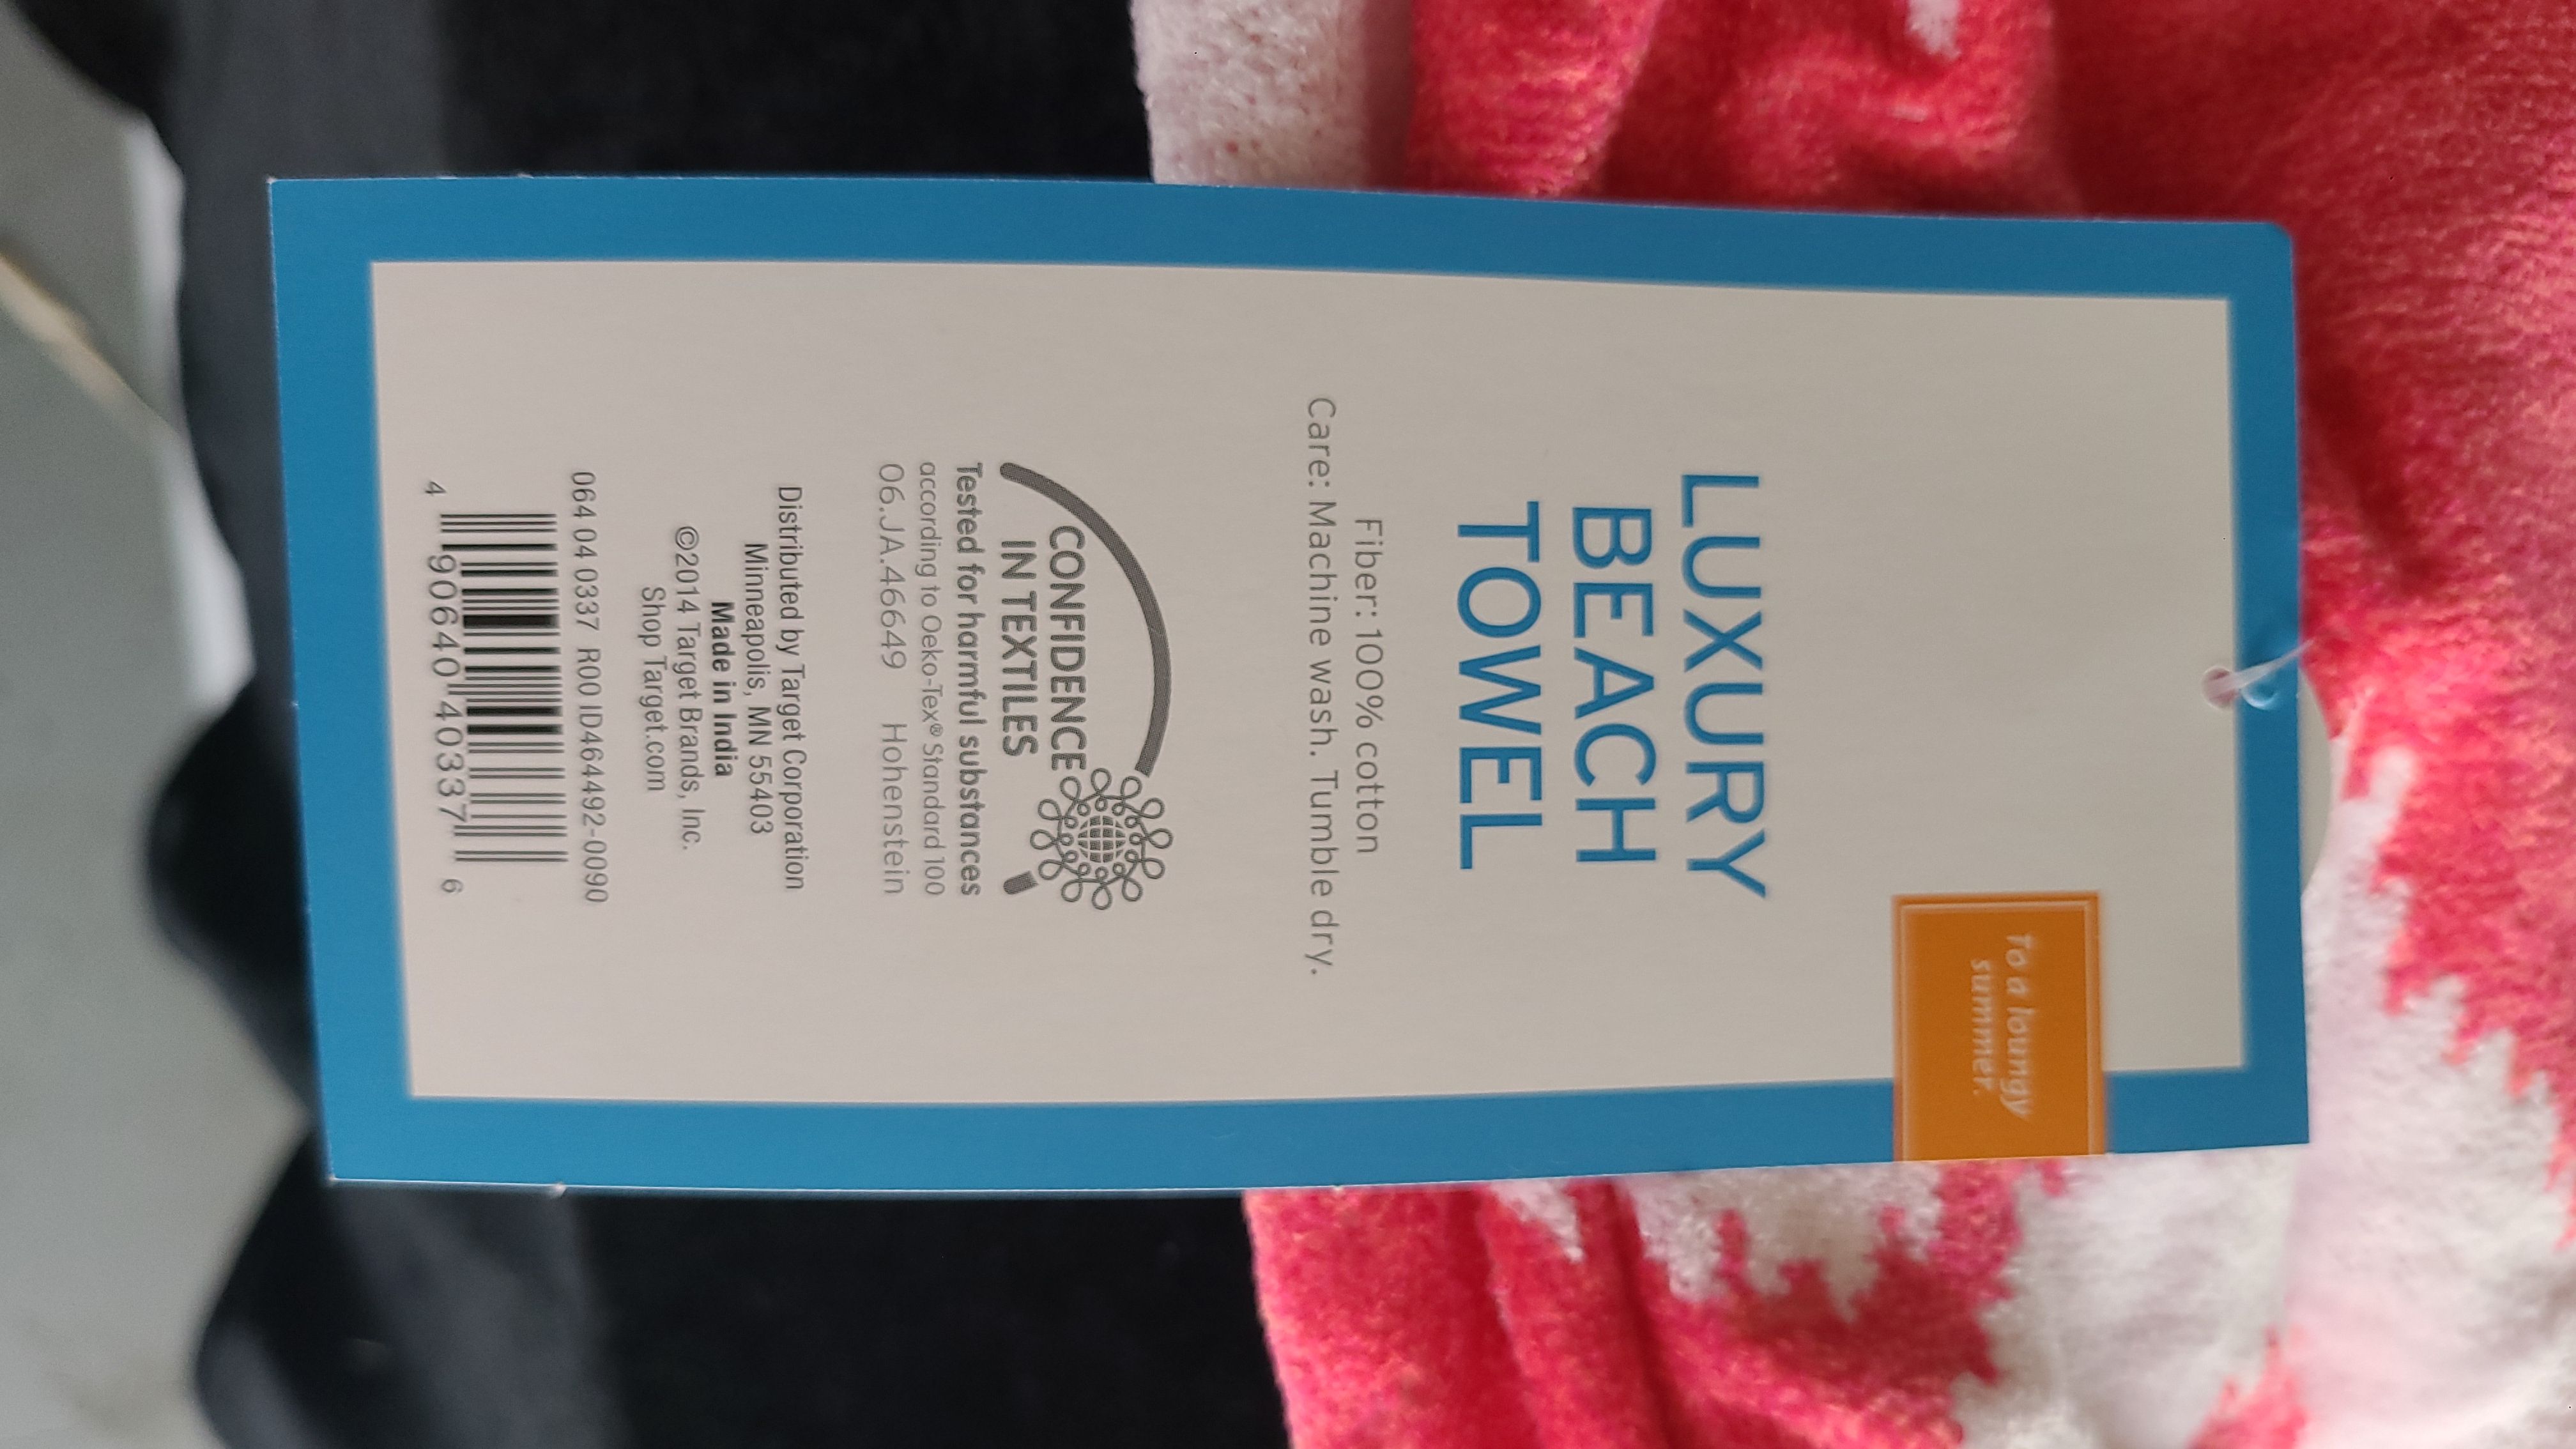 To a loungy
summer.
LUXURY
BEACH
TOWEL
Fiber: 100% cotton
Care: Machine wash. Tumble dry.
CONFIDENCE
IN TEXTILES
Tested for harmful substances
according to Oeko-Tex® Standard 100
06.JA.46649 Hohenstein
Distributed by Target Corporation
Minneapolis, MN 55403
Made in India
©2014 Target Brands, Inc.
Shop Target.com
064 04 0337 R00 ID464492-0090
4 90640 40337 6